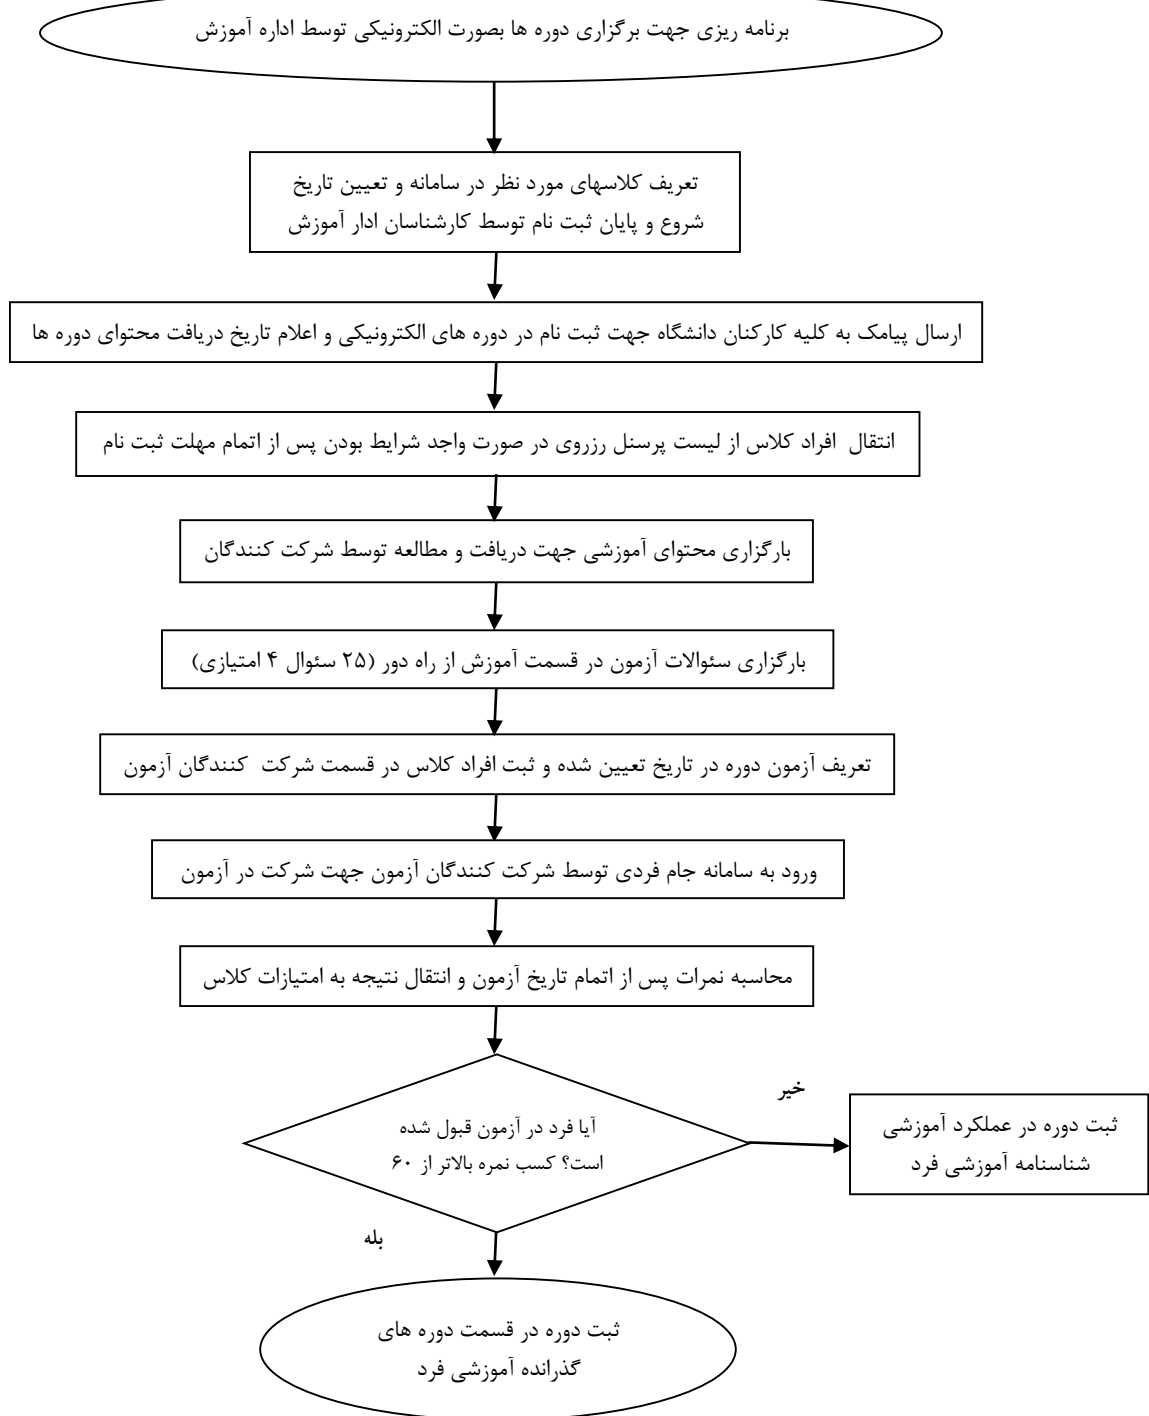 برنامه ریزی جهت برگزاری دوره ها بصورت الکترونیکی توسط اداره آموزش
تعریف کلاسهای مورد نظر در سامانه و تعیین تاریخ
شروع و پایان ثبت نام توسط کارشناسان ادار آموزش
ارسال پیامک به کلیه کارکنان دانشگاه جهت ثبت نام در دوره های الکترونیکی و اعلام تاریخ دریافت محتوای دوره ها
انتقال افراد کلاس از لیست پرسنل رزروی در صورت واجد شرایط بودن پس از اتمام مهلت ثبت نام
بارگزاری محتوای آموزشی جهت دریافت و مطالعه توسط شرکت کنندگان
بارگزاری سئوالات آزمون در قسمت آموزش از راه دور (۲۵ سئوال ۴ امتیازی)
تعریف آزمون دوره در تاریخ تعیین شده و ثبت افراد کلاس در قسمت شرکت کنندگان آزمون
ورود به سامانه جام فردی توسط شرکت کنندگان آزمون جهت شرکت در آزمون
محاسبه نمرات پس از اتمام تاریخ آزمون و انتقال نتیجه به امتیازات کلاس
آیا فرد در آزمون قبول شده
است؟ کسب نمره بالاتر از ۶۰
خیر
ثبت دوره در عملکرد آموزشی
شناسنامه آموزشی فرد
بله
ثبت دوره در قسمت دوره های
گذرانده آموزشی فرد